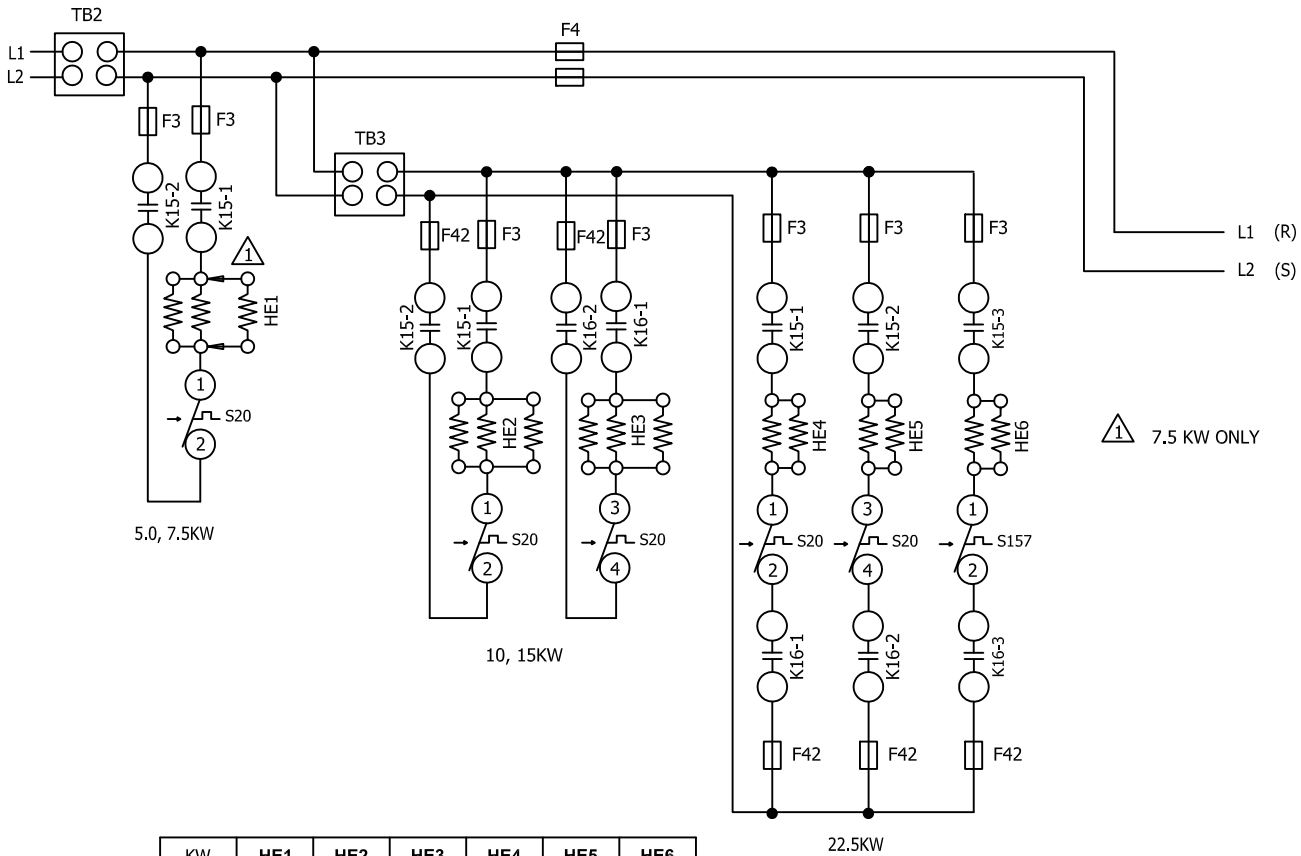 TB2
F4
L1
L2
F3
F3
TB3
K15-2
K15-1
1
HE1
1
S20
2
5.0, 7.5KW
F42
F3
F42
F3
K15-2
K15-1
K16-2
K16-1
HE2
HE3
1
S20
2
3
S20
4
10, 15KW
F3
F3
F3
K15-1
K15-2
K15-3
HE4
HE5
HE6
1
S20
2
3
S20
4
1
S157
2
K16-1
K16-2
K16-3
F42
F42
F42
22.5KW
L1 (R)
L2 (S)
1 7.5 KW ONLY
KW HE1 HE2 HE3 HE4 HE5 HE6